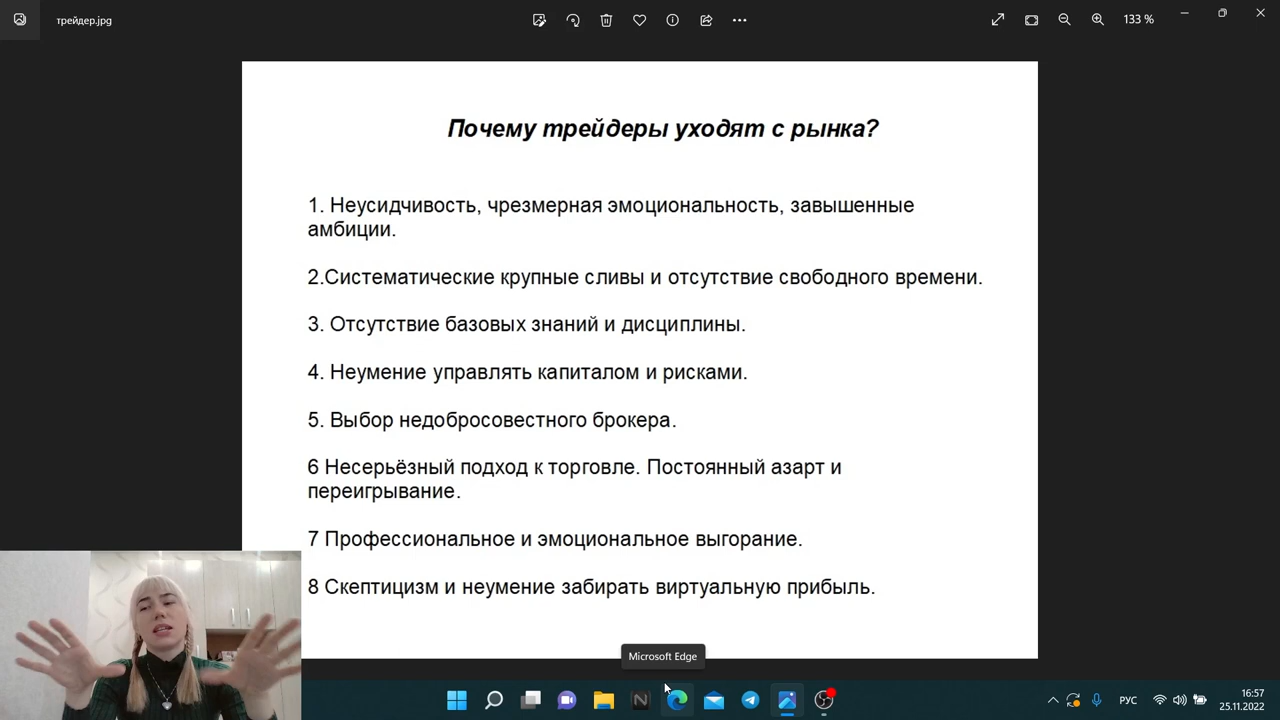 трейдер.jpg
133 %
Почему трейдеры уходят с рынка?
1. Неусидчивость, чрезмерная эмоциональность, завышенные
амбиции.
2.Систематические крупные сливы и отсутствие свободного времени.
3. Отсутствие базовых знаний и дисциплины.
4. Неумение управлять капиталом и рисками.
5. Выбор недобросовестного брокера.
6 Несерьёзный подход к торговле. Постоянный азарт и
переигрывание.
7 Профессиональное и эмоциональное выгорание.
8 Скептицизм и неумение забирать виртуальную прибыль.
Microsoft Edge
N
РУС
16:57
25.11.2022